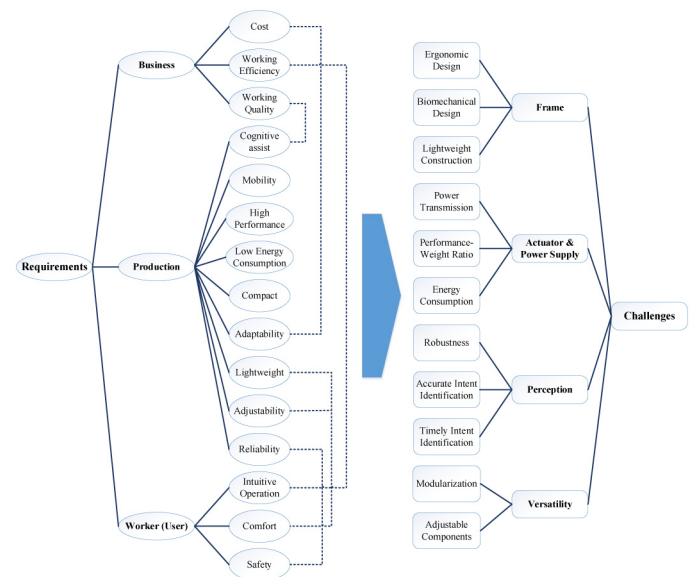 Requirements
Business
Cost
Working
Efficiency
Working
Quality
Production
Cognitive
assist
Mobility
High
Performance
Low Energy
Consumption
Compact
Adaptability
Lightweight
Adjustability
Reliability
Worker (User)
Intuitive
Operation
Comfort
Safety
Ergonomic
Design
Biomechanical
Design
Lightweight
Construction
Frame
Power
Transmission
Performance-
Weight Ratio
Energy
Consumption
Actuator &
Power Supply
Robustness
Accurate Intent
Identification
Timely Intent
Identification
Perception
Modularization
Adjustable
Components
Versatility
Challenges